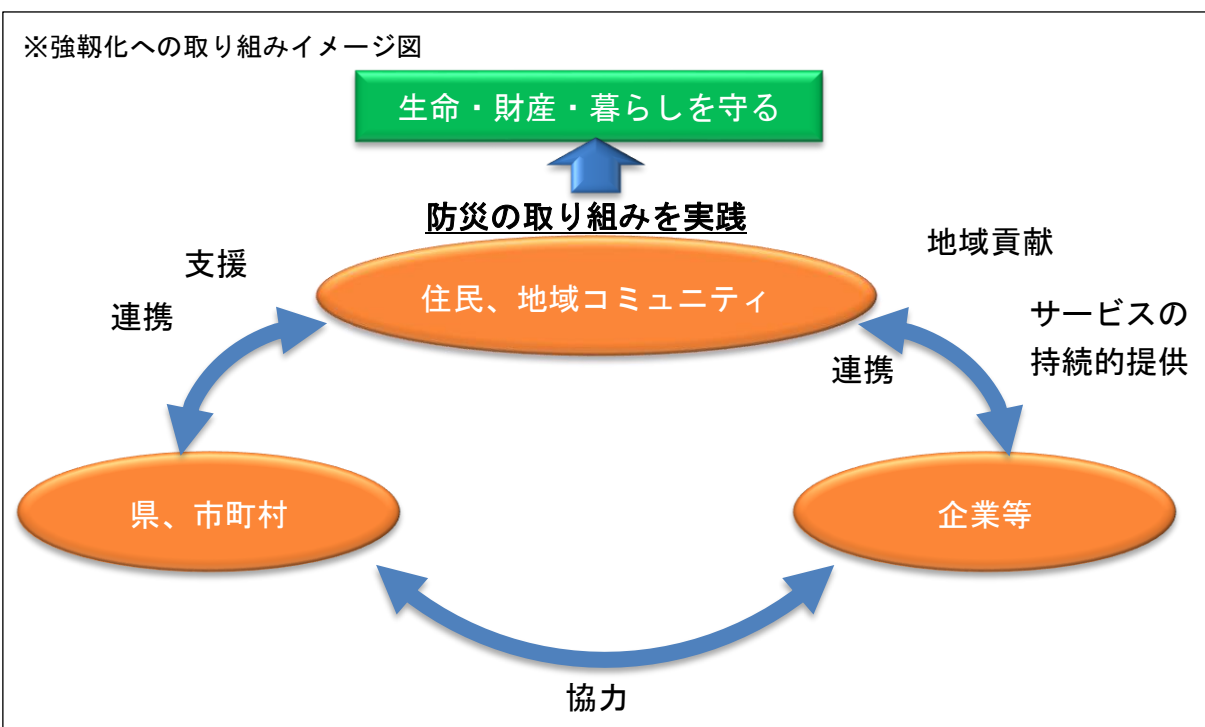 ※強靱化への取り組みイメージ図
生命・財産・暮らしを守る
防災の取り組みを実践
地域貢献
支援
住民、地域コミュニティ
連携
サービスの
持続的提供
連携
県、市町村
企業等
協力